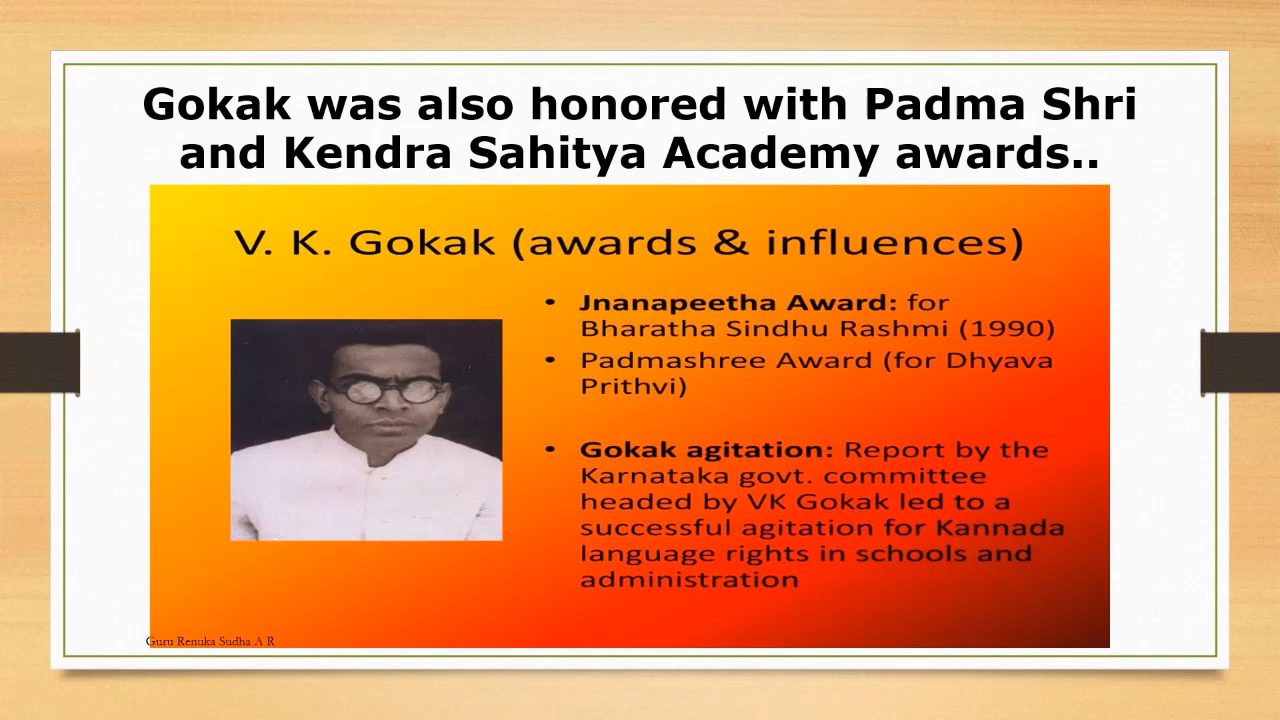 Gokak was also honored with Padma Shri
and Kendra Sahitya Academy awards..
V. K. Gokak (awards & influences)
• Jnanapeetha Award: for
Bharatha Sindhu Rashmi (1990)
• Padmashree Award (for Dhyava
Prithvi)
• Gokak agitation: Report by the
Karnataka govt. committee
headed by VK Gokak led to a
successful agitation for Kannada
language rights in schools and
administration
Guru Renuka Sudha A R